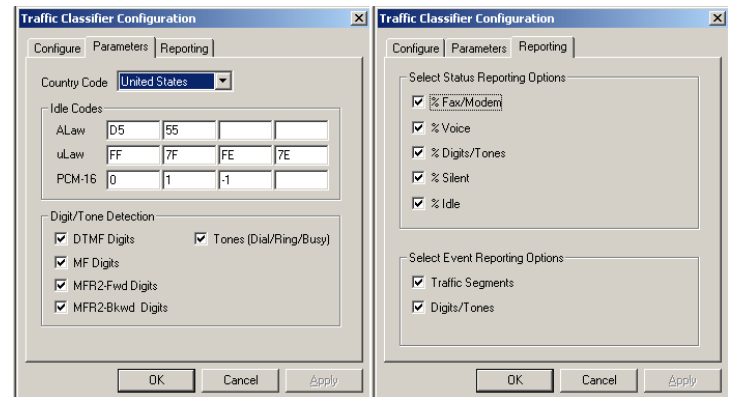 Traffic Classifier Configuration
Configure Parameters Reporting
Country Code United States
Idle Codes
ALaw D5 55
uLaw FF 7F FE 7E
PCM-16 0 1 -1
Digit/Tone Detection
DTMF Digits Tones (Dial/Ring/Busy)
MF Digits
MFR2-Fwd Digits
MFR2-Bkwd Digits
OK Cancel Apply
Traffic Classifier Configuration
Configure Parameters Reporting
Select Status Reporting Options
% Fax/Modem
% Voice
% Digits/Tones
% Silent
% Idle
Select Event Reporting Options
Traffic Segments
Digits/Tones
OK Cancel Apply